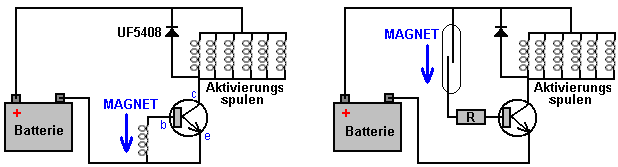 UF5408
MAGNET
c
Aktivierungs
spulen
+
Batterie
b
e
MAGNET
Aktivierungs
spulen
+
Batterie
R